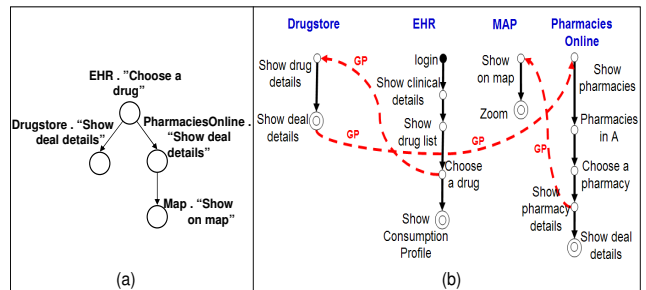 EHR . "Choose a
drug"
Drugstore . "Show
deal details"
PharmaciesOnline .
"Show deal
details"
Map . "Show
on map"
(a)
Drugstore
EHR
MAP
Pharmacies
Online
Show drug
details
Show deal
details
GP
GP
login
Show clinical
details
Show
drug list
Choose
a drug
Show
Consumption
Profile
Show
on map
Zoom
GP
Show
pharmacies
Pharmacies
in A
Choose a
pharmacy
Show
pharmacy
details
Show deal
details
(b)